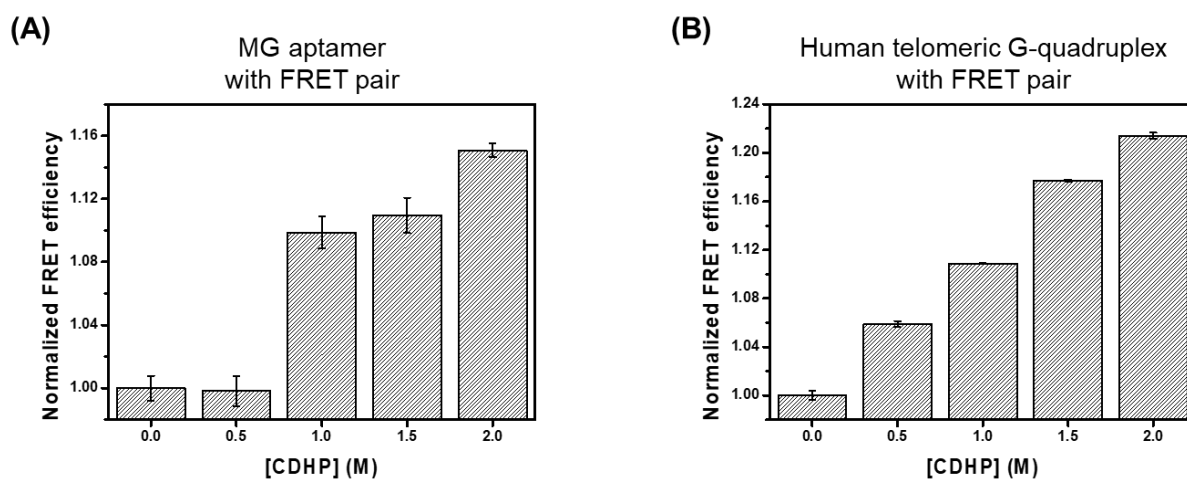 (A)
MG aptamer
with FRET pair
Normalized FRET efficiency
1.16
1.12
1.08
1.04
1.00
0.0 0.5 1.0 1.5 2.0
[CDHP] (M)
(B)
Human telomeric G-quadruplex
with FRET pair
Normalized FRET efficiency
1.24
1.20
1.16
1.12
1.08
1.04
1.00
0.0 0.5 1.0 1.5 2.0
[CDHP] (M)